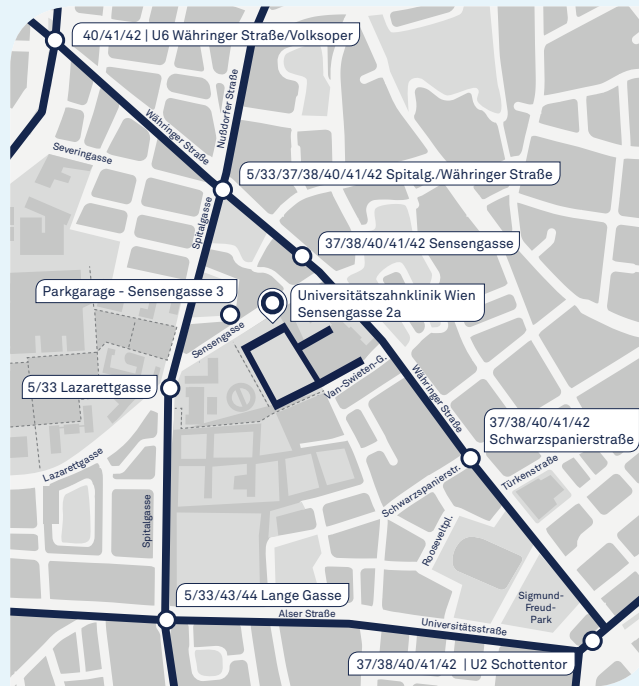 40/41/42 | U6 Währinger Straße/Volksoper
Währinger Straße
Nußdorfer Straße
Severingasse
5/33/37/38/40/41/42 Spitalg./Währinger Straße
Spitalgasse
37/38/40/41/42 Sensengasse
Parkgarage - Sensengasse 3
Universitätszahnklinik Wien
Sensengasse 2a
Sensengasse
Van-Swieten-G.
5/33 Lazarettgasse
Währinger Straße
37/38/40/41/42
Schwarzspanierstraße
Lazarettgasse
Schwarzspanierstr.
Türkenstraße
Spitalgasse
Rooseveltpl.
5/33/43/44 Lange Gasse
Alser Straße
Universitätsstraße
Sigmund-
Freud-
Park
37/38/40/41/42 | U2 Schottentor